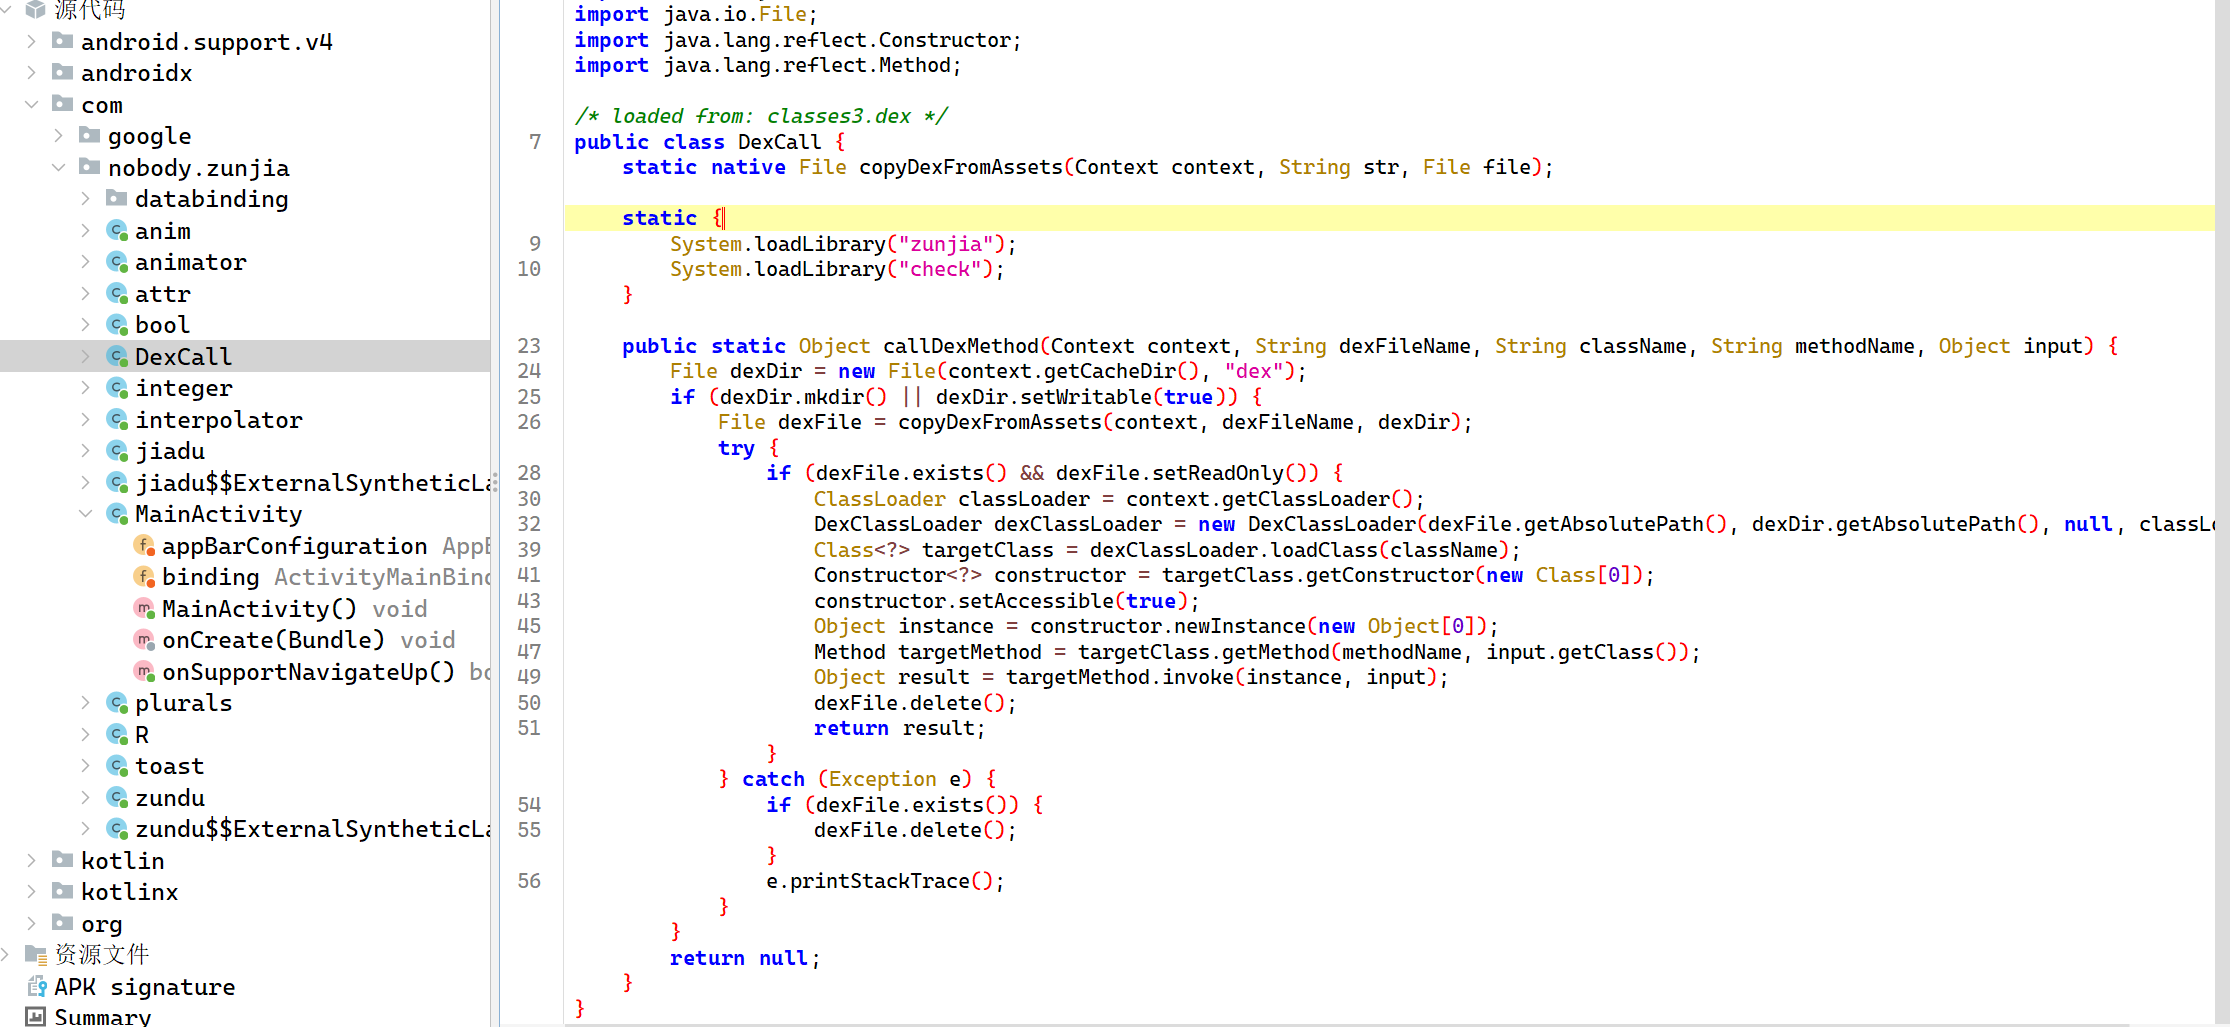 源代码
android.support.v4
androidx
com
google
nobody.zunjia
databinding
anim
animator
attr
bool
DexCall
integer
interpolator
jiadu
jiadu$$ExternalSyntheticLa
MainActivity
appBarConfiguration AppB
binding ActivityMainBind
MainActivity() void
onCreate(Bundle) void
onSupportNavigateUp() bo
plurals
R
toast
zundu
zundu$$ExternalSyntheticLa
kotlin
kotlinx
org
资源文件
APK signature
Summary
import java.io.File;
import java.lang.reflect.Constructor;
import java.lang.reflect.Method;
/* loaded from: classes3.dex */
7 public class DexCall {
static native File copyDexFromAssets(Context context, String str, File file);
static {
9 System.loadLibrary("zunjia");
10 System.loadLibrary("check");
}
23 public static Object callDexMethod(Context context, String dexFileName, String className, String methodName, Object input) {
24 File dexDir = new File(context.getCacheDir(), "dex");
25 if (dexDir.mkdir() || dexDir.setWritable(true)) {
26 File dexFile = copyDexFromAssets(context, dexFileName, dexDir);
try {
28 if (dexFile.exists() && dexFile.setReadOnly()) {
30 ClassLoader classLoader = context.getClassLoader();
32 DexClassLoader dexClassLoader = new DexClassLoader(dexFile.getAbsolutePath(), dexDir.getAbsolutePath(), null, classLo
39 Class<?> targetClass = dexClassLoader.loadClass(className);
41 Constructor<?> constructor = targetClass.getConstructor(new Class[0]);
43 constructor.setAccessible(true);
45 Object instance = constructor.newInstance(new Object[0]);
47 Method targetMethod = targetClass.getMethod(methodName, input.getClass());
49 Object result = targetMethod.invoke(instance, input);
50 dexFile.delete();
51 return result;
}
} catch (Exception e) {
54 if (dexFile.exists()) {
55 dexFile.delete();
}
56 e.printStackTrace();
}
}
return null;
}
}